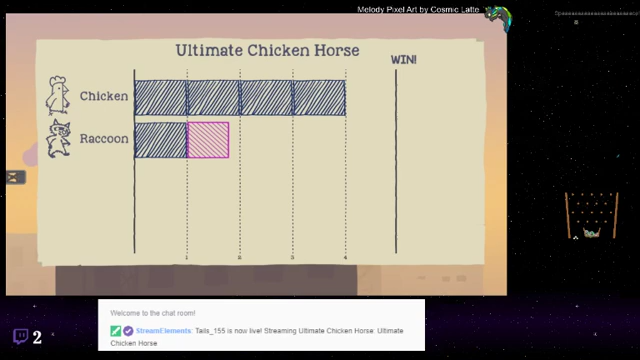 Melody Pixel Art by Cosmic Latte
Ultimate Chicken Horse
WIN!
Chicken
Raccoon
1 2 3 4
2
Welcome to the chat room!
StreamElements: Tails_155 is now live! Streaming Ultimate Chicken Horse: Ultimate
Chicken Horse